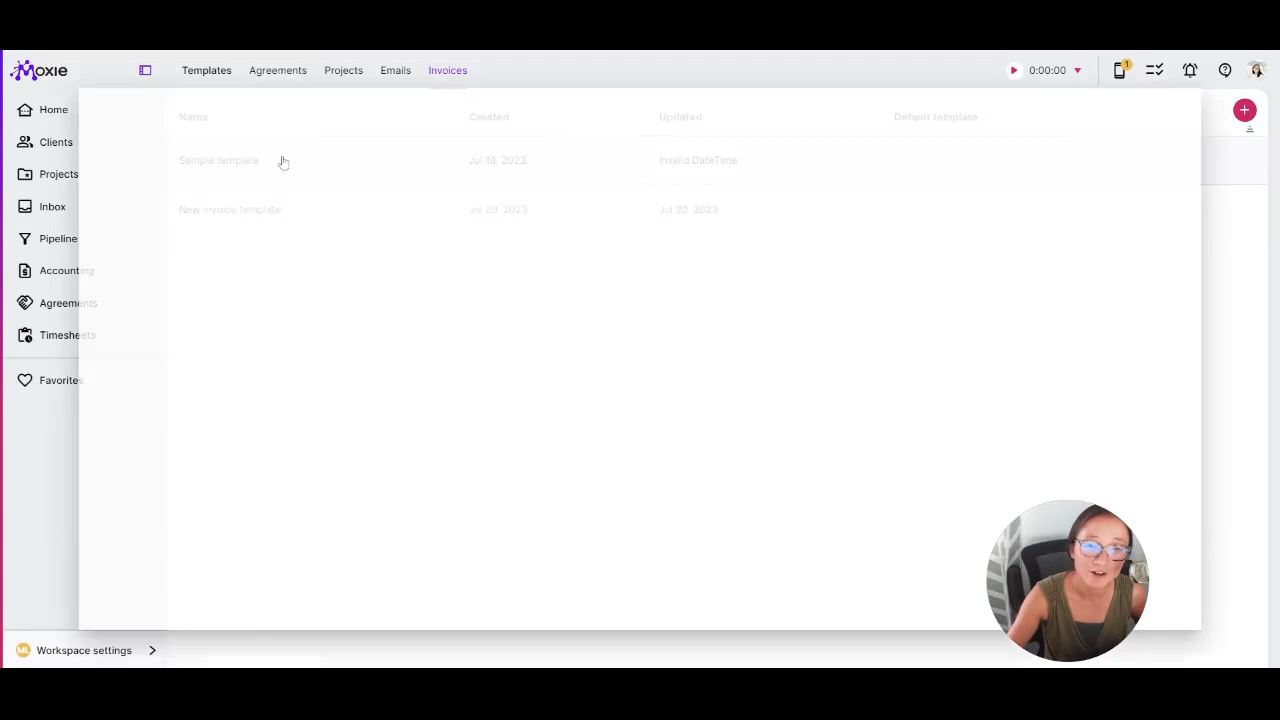 Moxie
Templates Agreements Projects Emails Invoices
0:00:00
1
Home
Clients
Projects
Inbox
Pipeline
Accounting
Agreements
Timesheets
Favorites
Name Created Updated Default template
Sample template Jul 18, 2023 Invalid DateTime
New invoice template Jul 20, 2023 Jul 20, 2023
ML Workspace settings